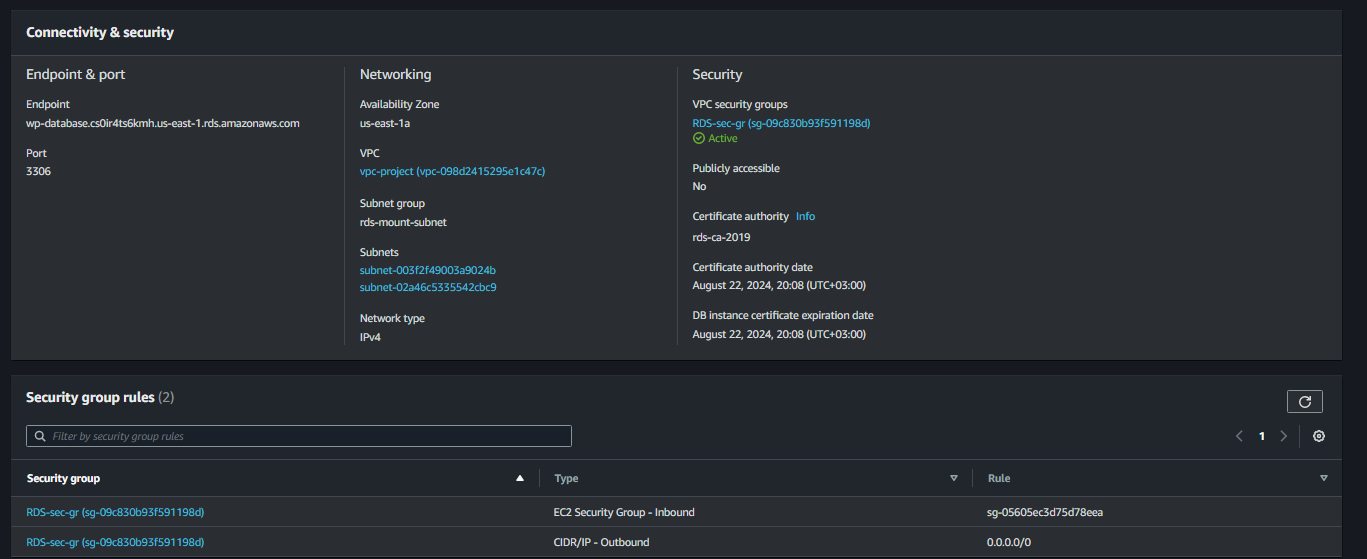 Connectivity & security
Endpoint & port
Endpoint
wp-database.cs0ir4ts6kmh.us-east-1.rds.amazonaws.com
Port
3306
Networking
Availability Zone
us-east-1a
VPC
vpc-project (vpc-098d2415295e1c47c)
Subnet group
rds-mount-subnet
Subnets
subnet-003f2f49003a9024b
subnet-02a46c5335542cbc9
Network type
IPv4
Security
VPC security groups
RDS-sec-gr (sg-09c830b93f591198d)
Active
Publicly accessible
No
Certificate authority Info
rds-ca-2019
Certificate authority date
August 22, 2024, 20:08 (UTC+03:00)
DB instance certificate expiration date
August 22, 2024, 20:08 (UTC+03:00)
Security group rules (2)
Filter by security group rules
1
Security group Type Rule
RDS-sec-gr (sg-09c830b93f591198d) EC2 Security Group - Inbound sg-05605ec3d75d78eea
RDS-sec-gr (sg-09c830b93f591198d) CIDR/IP - Outbound 0.0.0.0/0